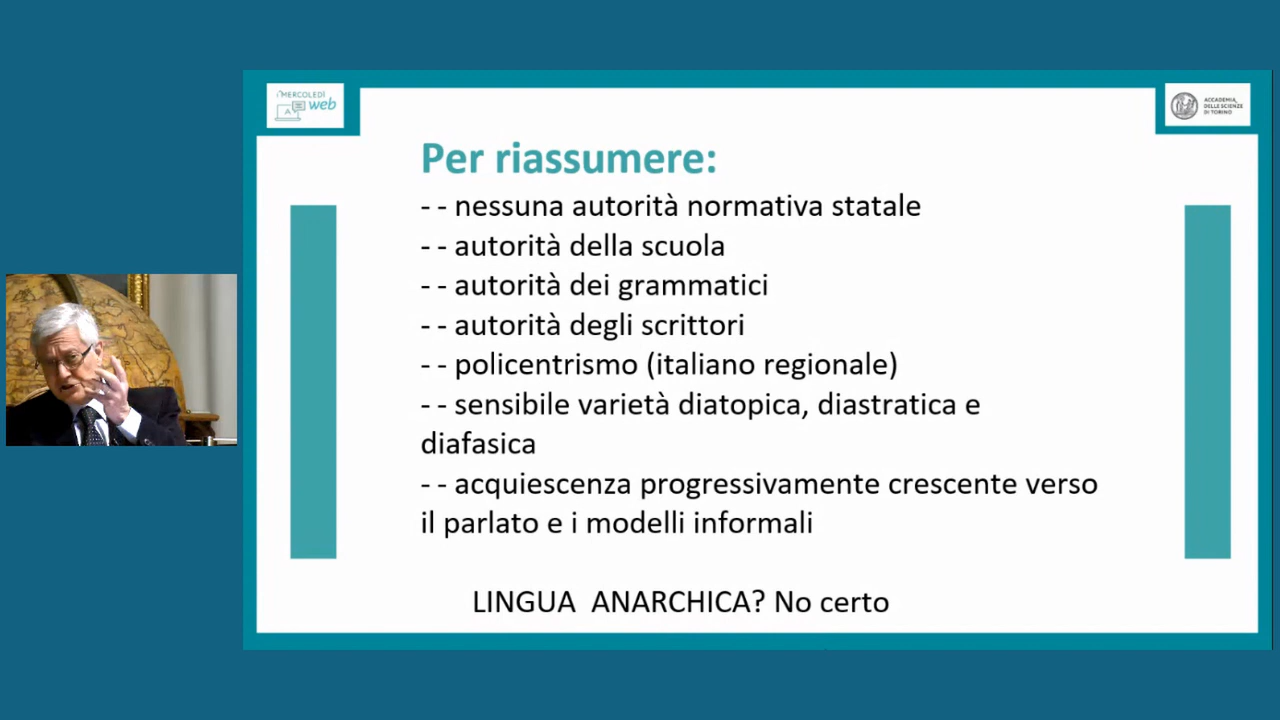 i MERCOLEDÌ
web
A
ACCADEMIA
DELLE SCIENZE
DI TORINO
Per riassumere:
- - nessuna autorità normativa statale
- - autorità della scuola
- - autorità dei grammatici
- - autorità degli scrittori
- - policentrismo (italiano regionale)
- - sensibile varietà diatopica, diastratica e
diafasica
- - acquiescenza progressivamente crescente verso
il parlato e i modelli informali
LINGUA  ANARCHICA? No certo